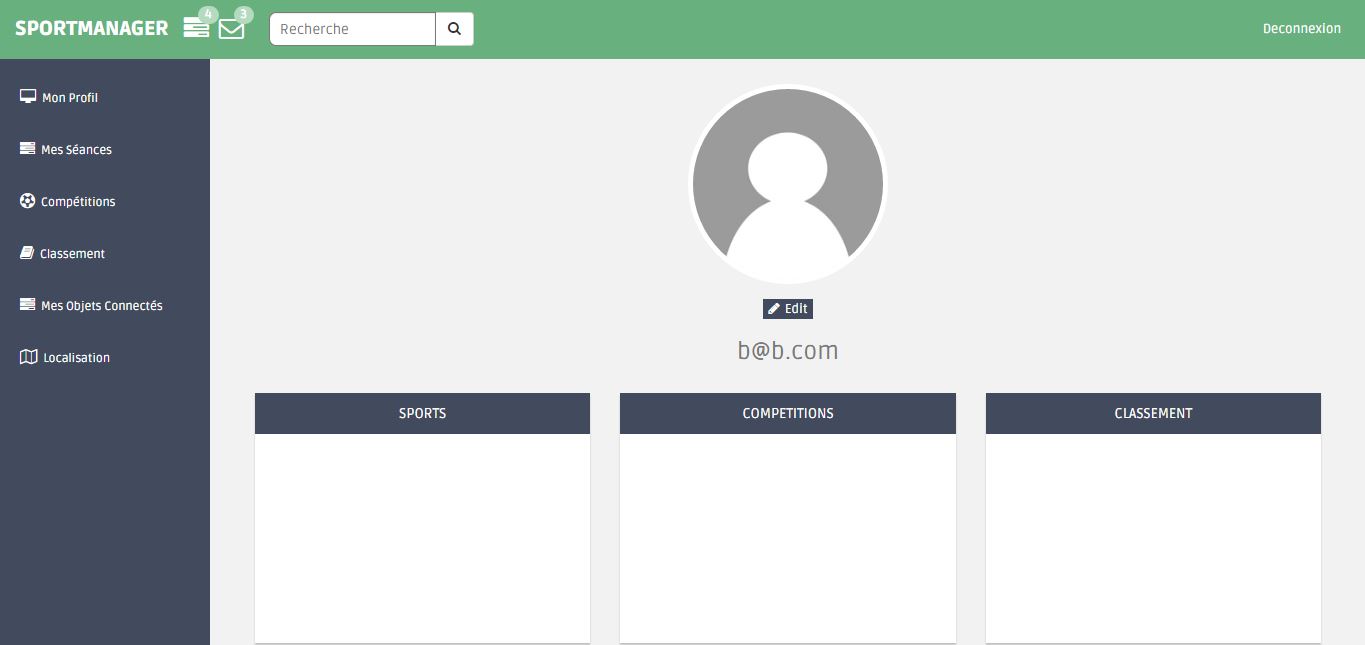 SPORTMANAGER 4 3 Recherche Deconnexion
Mon Profil
Mes Séances
Compétitions
Classement
Mes Objets Connectés
Localisation
Edit
b@b.com
SPORTS COMPETITIONS CLASSEMENT